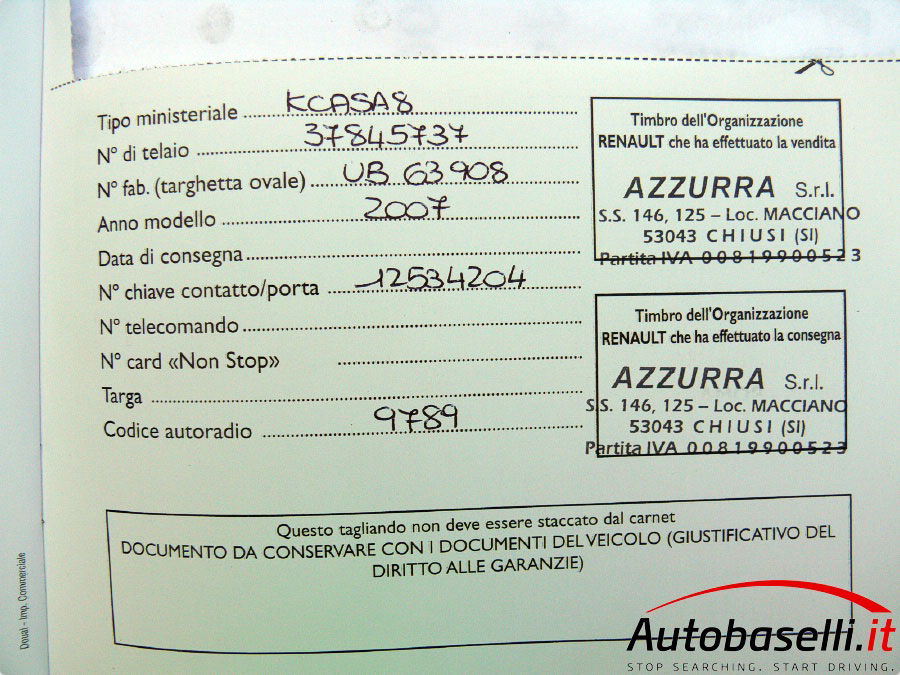 Tipo ministeriale KCASA8
N° di telaio 37845737
N° fab. (targhetta ovale) UB 63908
Anno modello 2007
Data di consegna
N° chiave contatto/porta 12534204
N° telecomando
N° card «Non Stop»
Targa
Codice autoradio 9789
Timbro dell'Organizzazione
RENAULT che ha effettuato la vendita
AZZURRA S.r.l.
S.S. 146, 125 – Loc. MACCIANO
53043 CHIUSI (SI)
Partita IVA 00819900523
Timbro dell'Organizzazione
RENAULT che ha effettuato la consegna
AZZURRA S.r.l.
S.S. 146, 125 – Loc. MACCIANO
53043 CHIUSI (SI)
Partita IVA 00819900523
Questo tagliando non deve essere staccato dal carnet
DOCUMENTO DA CONSERVARE CON I DOCUMENTI DEL VEICOLO (GIUSTIFICATIVO DEL
DIRITTO ALLE GARANZIE)
Douai - Imp. Commerciale
Autobaselli.it
STOP SEARCHING. START DRIVING.